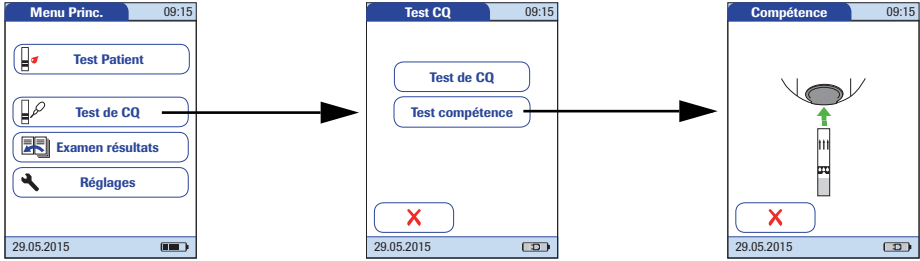 Menu Princ. 09:15
Test Patient
Test de CQ
Examen résultats
Réglages
29.05.2015
Test CQ 09:15
Test de CQ
Test compétence
29.05.2015
Compétence 09:15
29.05.2015